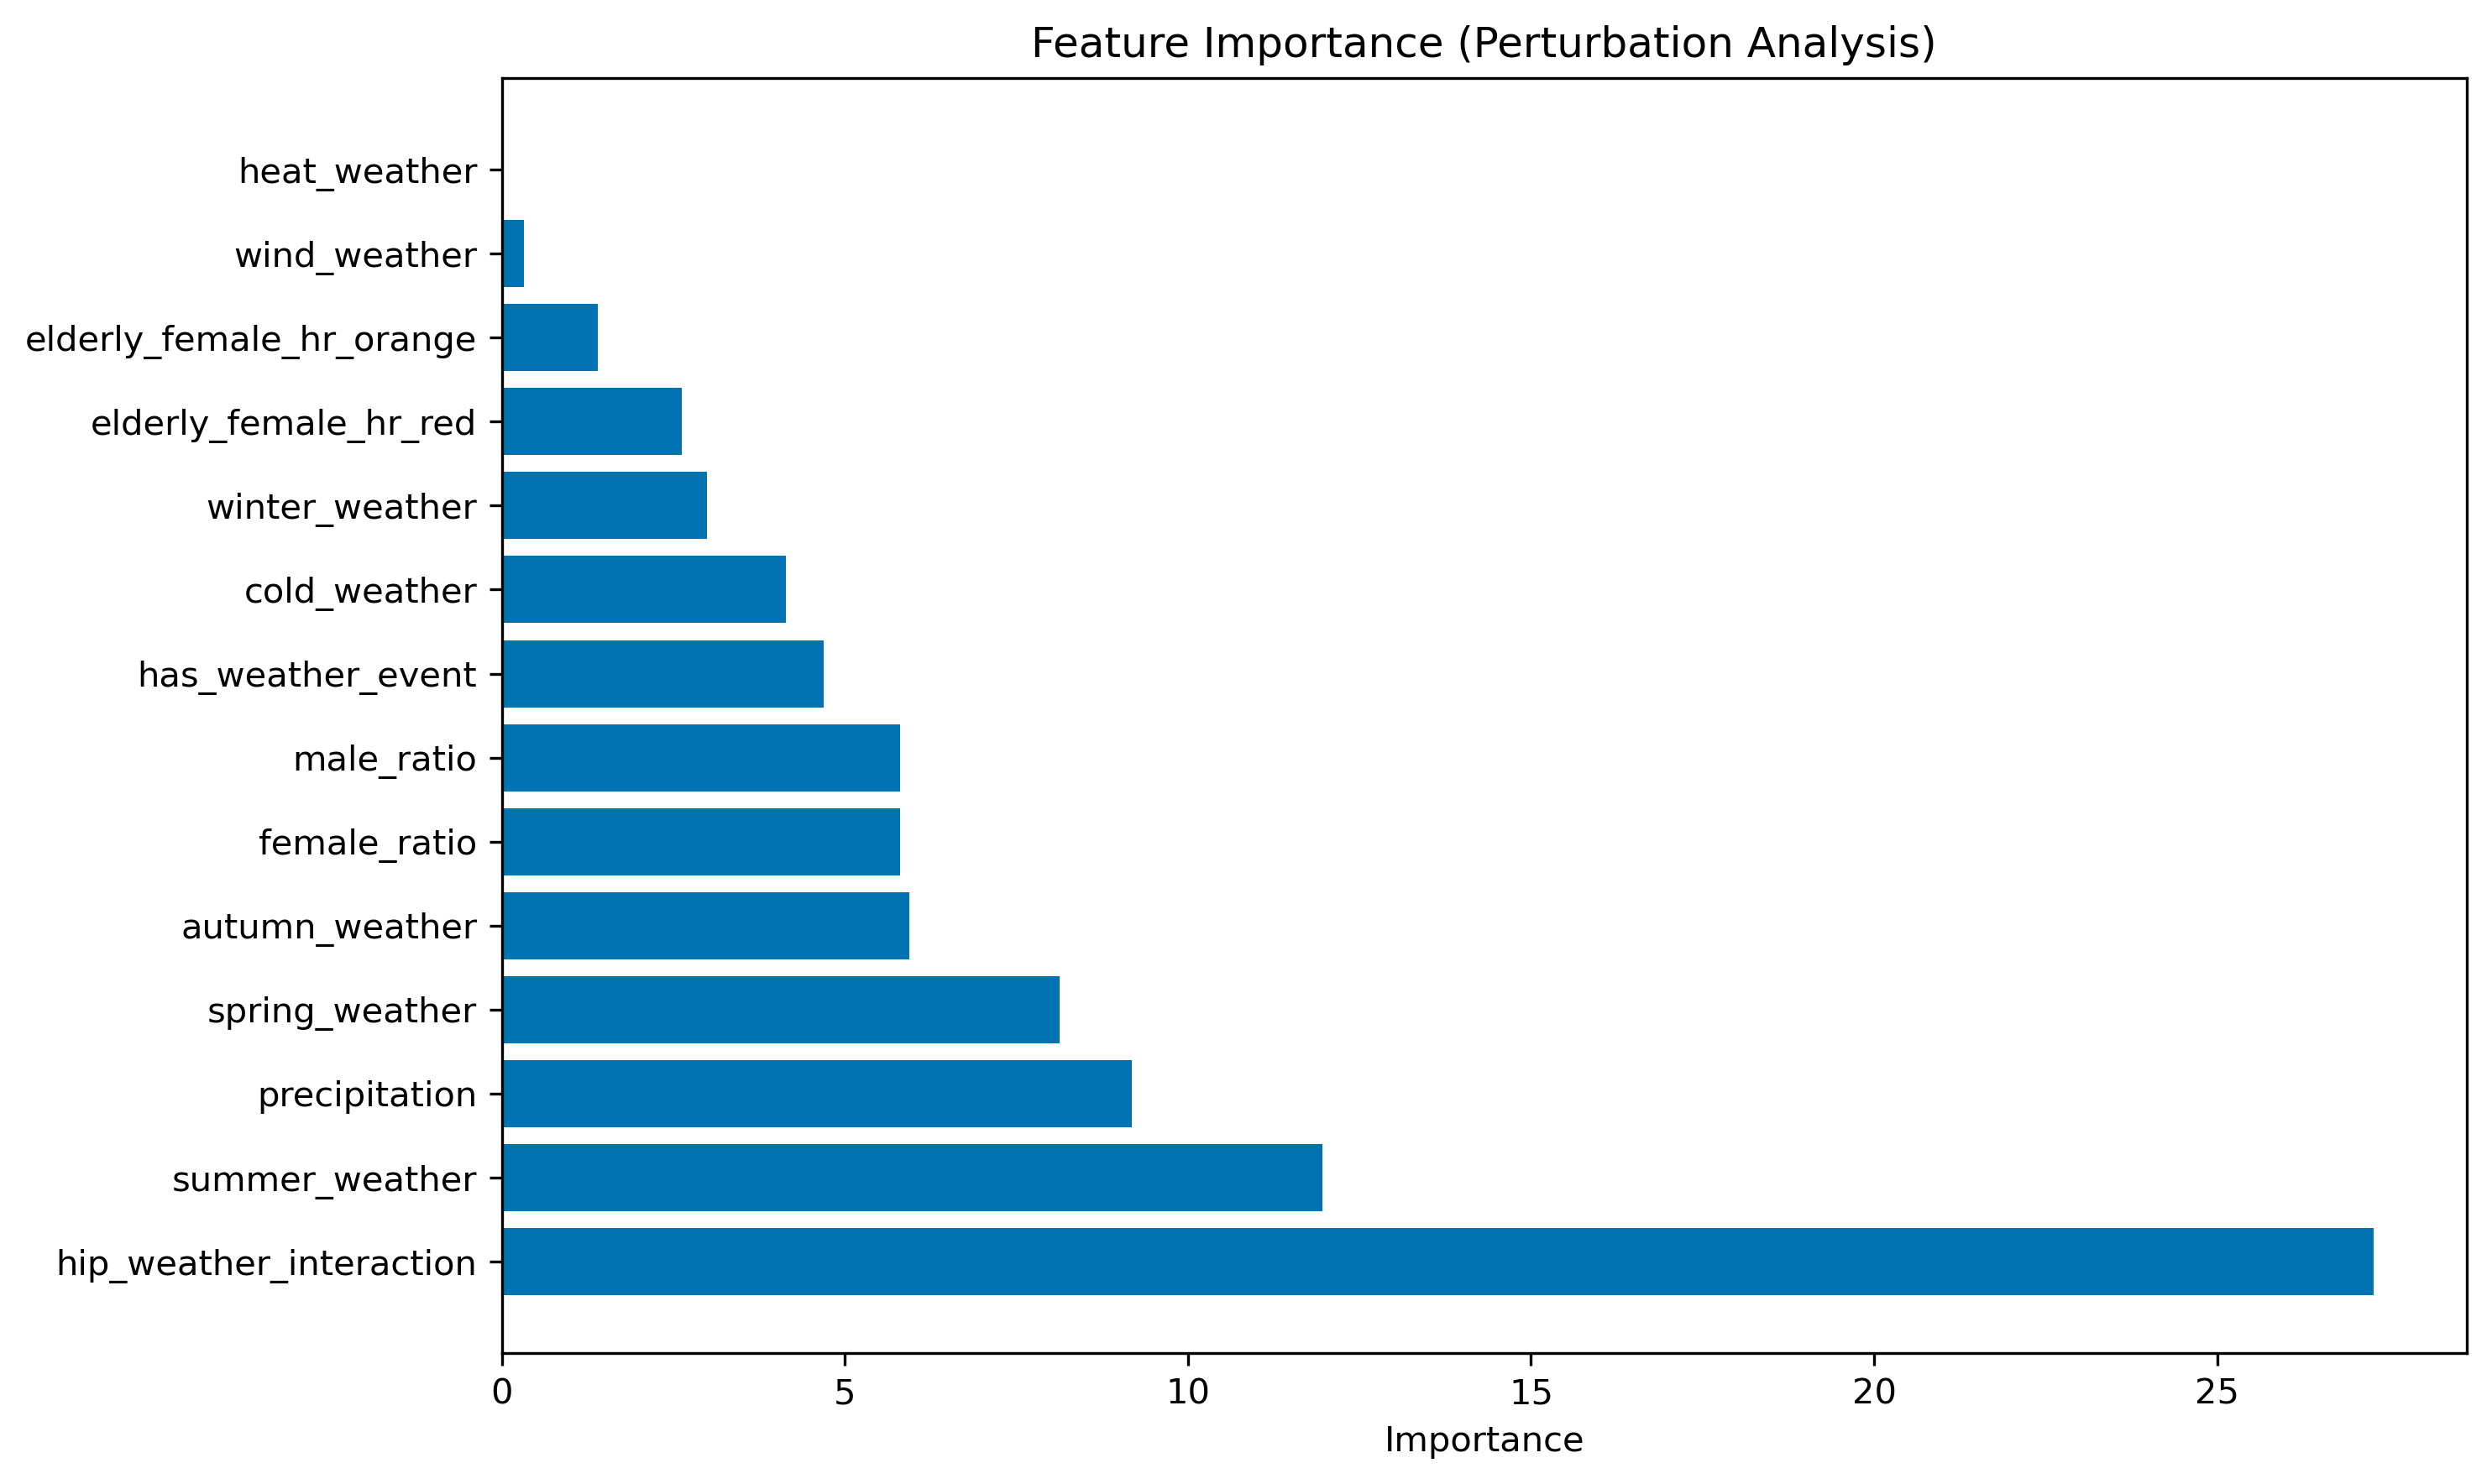 Feature Importance (Perturbation Analysis)
heat_weather
wind_weather
elderly_female_hr_orange
elderly_female_hr_red
winter_weather
cold_weather
has_weather_event
male_ratio
female_ratio
autumn_weather
spring_weather
precipitation
summer_weather
hip_weather_interaction
0 5 10 15 20 25
Importance